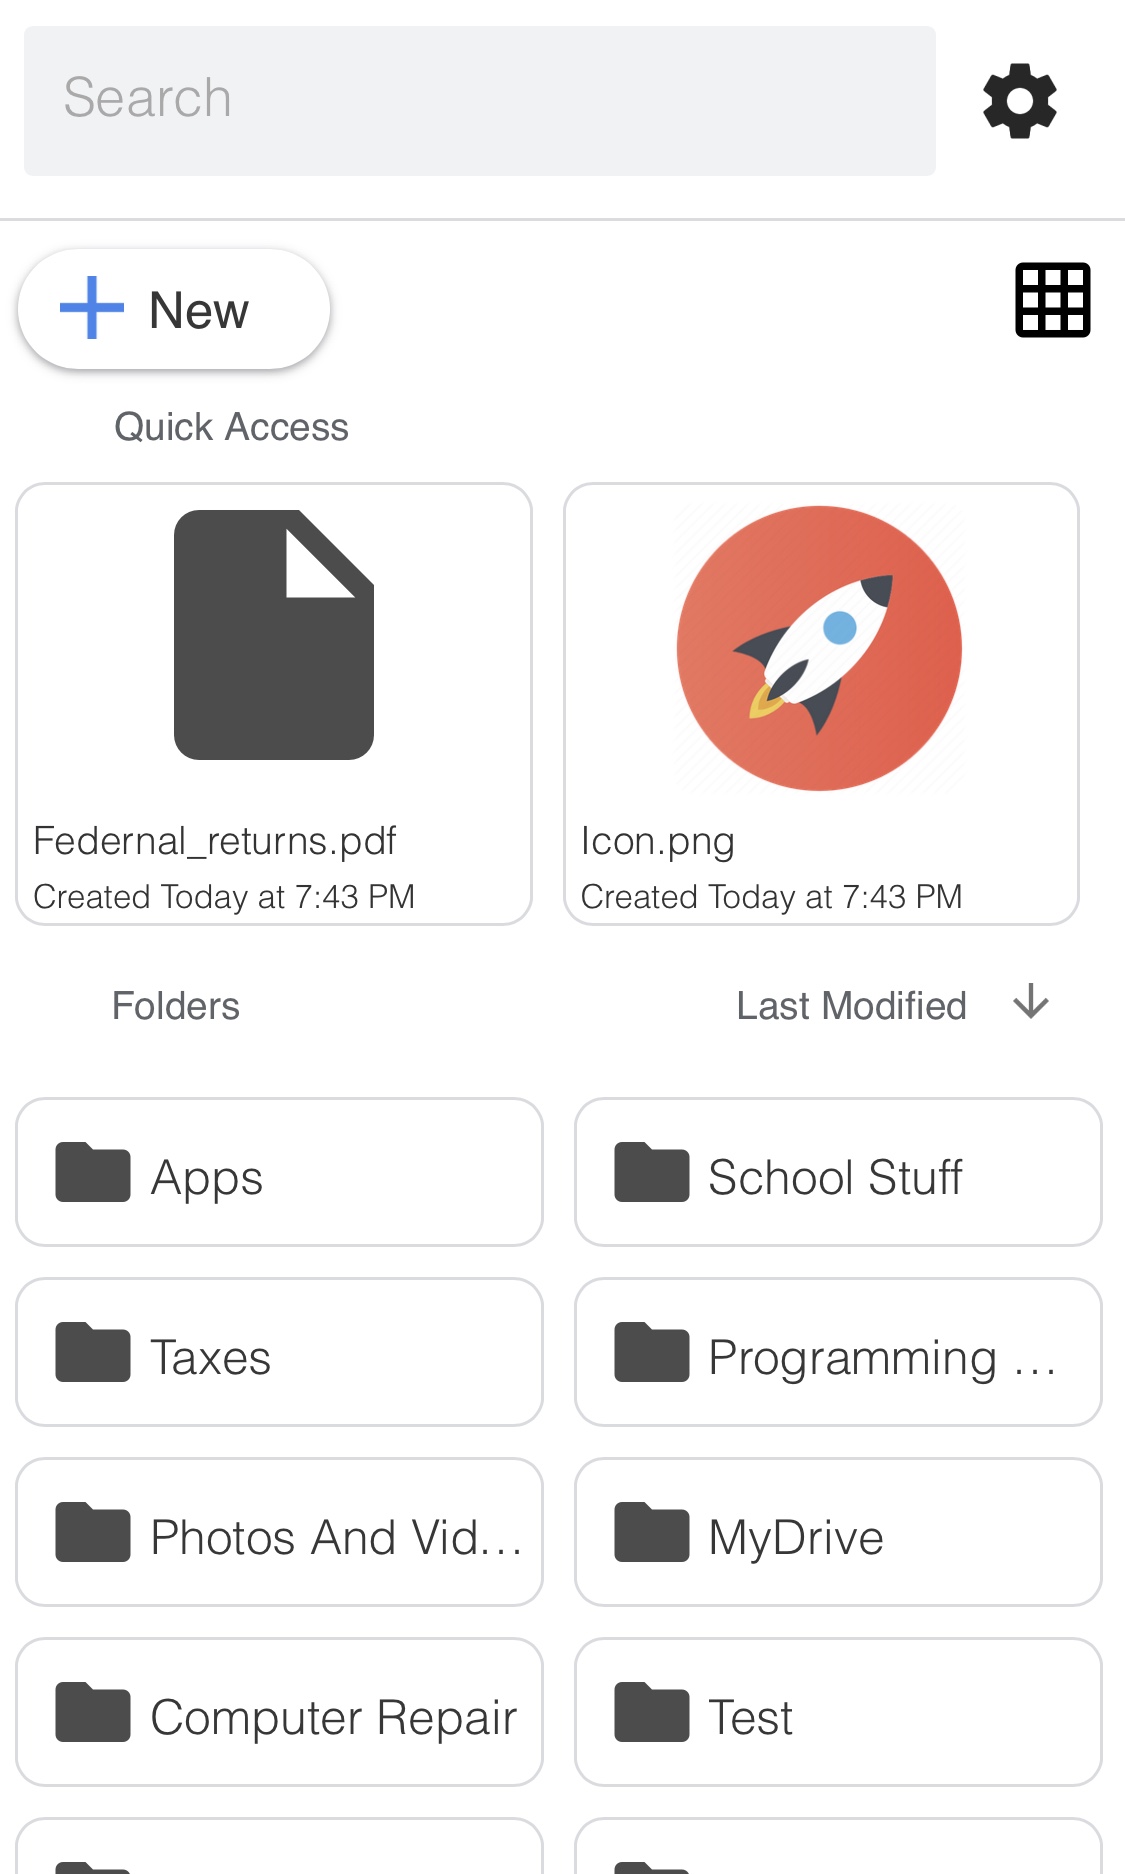 Search
New
Quick Access
Federnal_returns.pdf
Created Today at 7:43 PM
Icon.png
Created Today at 7:43 PM
Folders
Last Modified
Apps
School Stuff
Taxes
Programming ...
Photos And Vid...
MyDrive
Computer Repair
Test